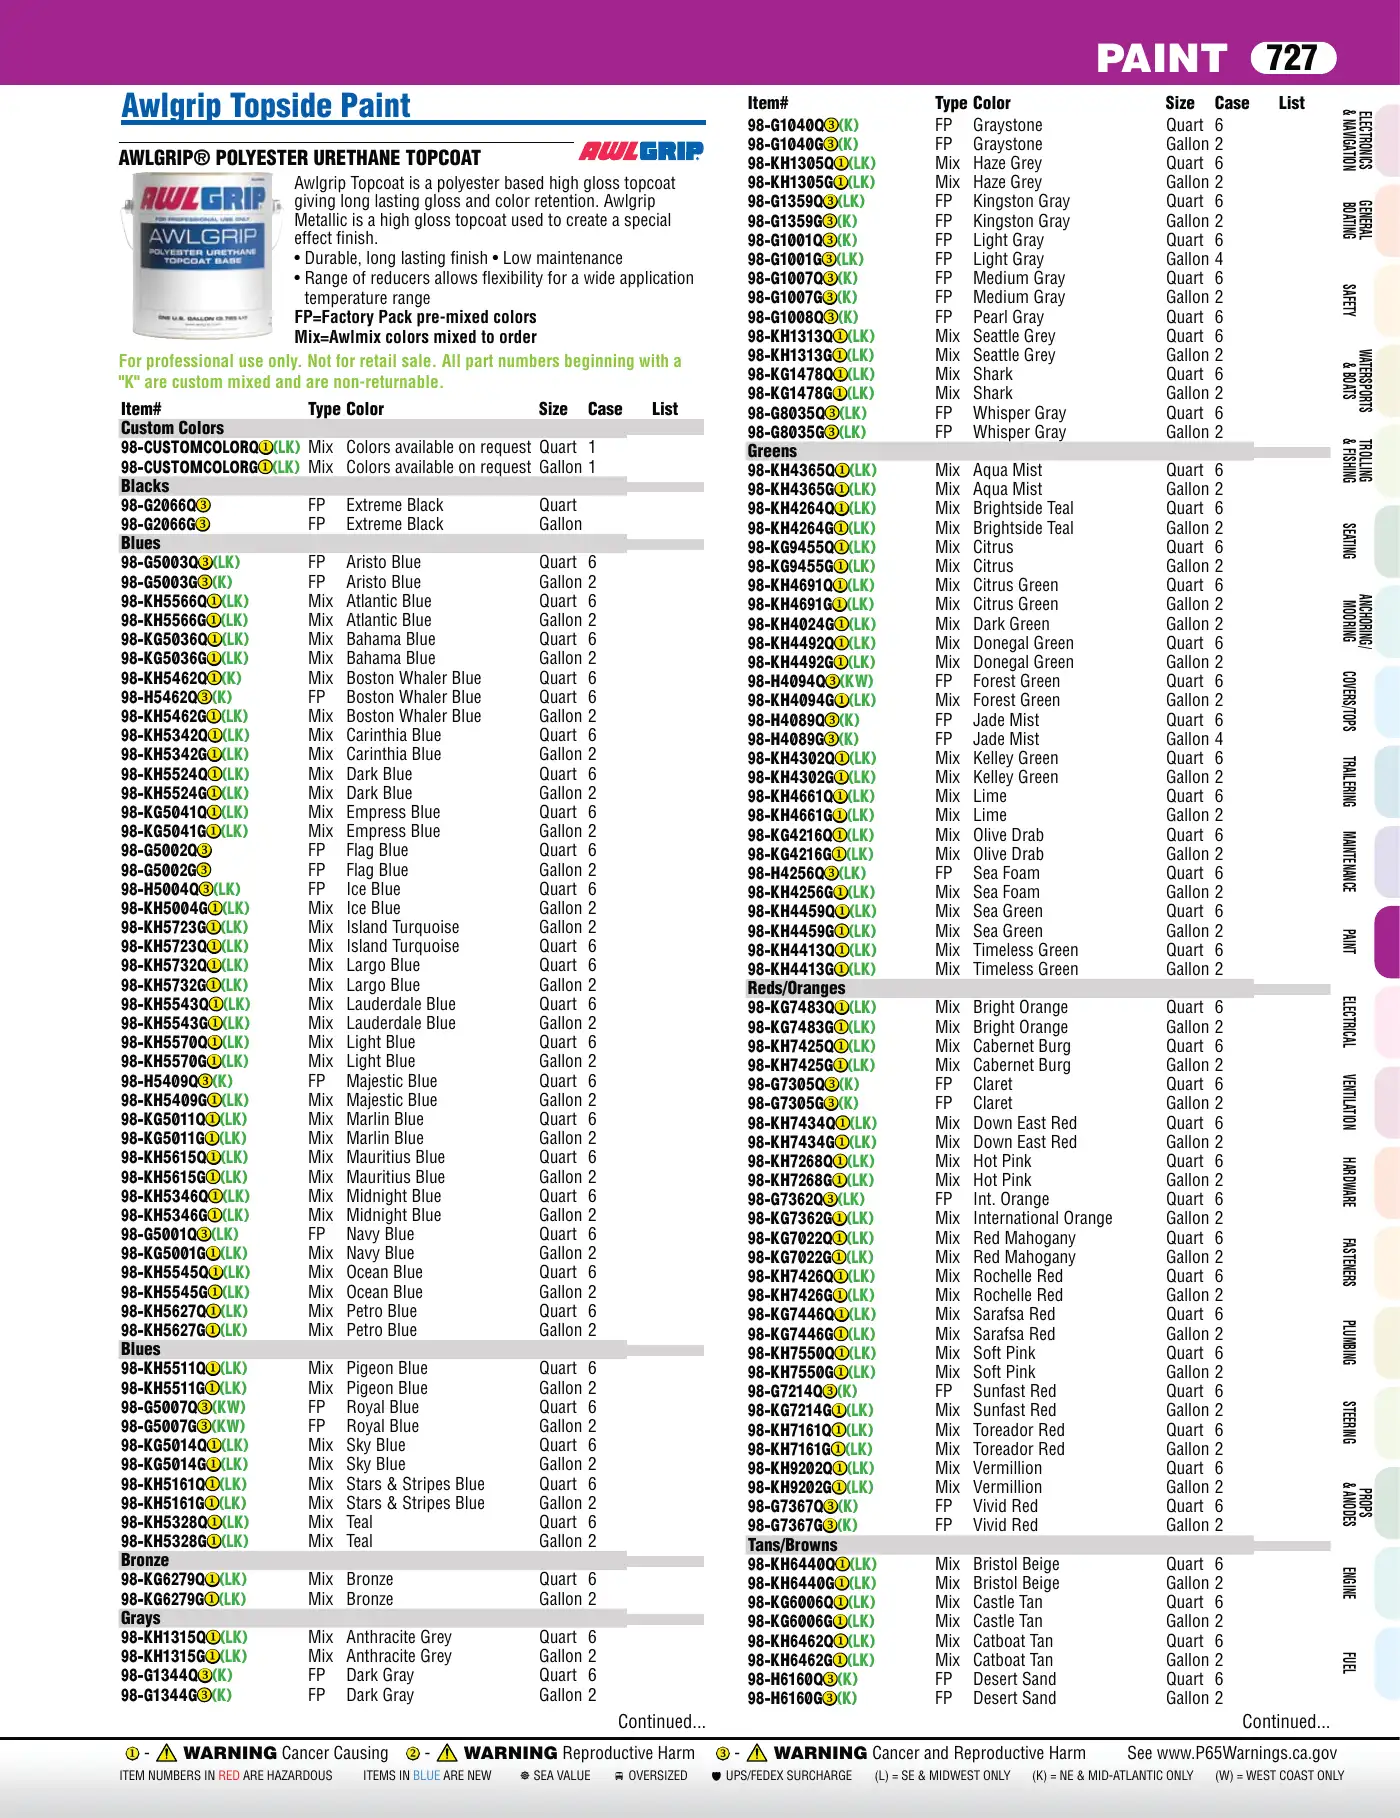 PAINT 727
Awlgrip Topside Paint
AWLGRIP® POLYESTER URETHANE TOPCOAT
AWLGRIP.
AWLGRIP
FOR PROFESSIONAL USE ONLY
AWLGRIP
POLYESTER URETHANE
TOPCOAT BASE
Awlgrip Topcoat is a polyester based high gloss topcoat
giving long lasting gloss and color retention. Awlgrip
Metallic is a high gloss topcoat used to create a special
effect finish.
• Durable, long lasting finish • Low maintenance
• Range of reducers allows flexibility for a wide application
temperature range
FP=Factory Pack pre-mixed colors
Mix=Awlmix colors mixed to order
For professional use only. Not for retail sale. All part numbers beginning with a
"K" are custom mixed and are non-returnable.
Item# Type Color Size Case List
Custom Colors
98-CUSTOMCOLORQ①(LK) Mix Colors available on request Quart 1
98-CUSTOMCOLORG①(LK) Mix Colors available on request Gallon 1
Blacks
98-G2066Q③ FP Extreme Black Quart
98-G2066G③ FP Extreme Black Gallon
Blues
98-G5003Q③(LK) FP Aristo Blue Quart 6
98-G5003G③(K) FP Aristo Blue Gallon 2
98-KH5566Q①(LK) Mix Atlantic Blue Quart 6
98-KH5566G①(LK) Mix Atlantic Blue Gallon 2
98-KG5036Q①(LK) Mix Bahama Blue Quart 6
98-KG5036G①(LK) Mix Bahama Blue Gallon 2
98-KH5462Q①(K) Mix Boston Whaler Blue Quart 6
98-H5462Q③(K) FP Boston Whaler Blue Quart 6
98-KH5462G①(LK) Mix Boston Whaler Blue Gallon 2
98-KH5342Q①(LK) Mix Carinthia Blue Quart 6
98-KH5342G①(LK) Mix Carinthia Blue Gallon 2
98-KH5524Q①(LK) Mix Dark Blue Quart 6
98-KH5524G①(LK) Mix Dark Blue Gallon 2
98-KG5041Q①(LK) Mix Empress Blue Quart 6
98-KG5041G①(LK) Mix Empress Blue Gallon 2
98-G5002Q③ FP Flag Blue Quart 6
98-G5002G③ FP Flag Blue Gallon 2
98-H5004Q③(LK) FP Ice Blue Quart 6
98-KH5004G①(LK) Mix Ice Blue Gallon 2
98-KH5723G①(LK) Mix Island Turquoise Gallon 2
98-KH5723Q①(LK) Mix Island Turquoise Quart 6
98-KH5732Q①(LK) Mix Largo Blue Quart 6
98-KH5732G①(LK) Mix Largo Blue Gallon 2
98-KH5543Q①(LK) Mix Lauderdale Blue Quart 6
98-KH5543G①(LK) Mix Lauderdale Blue Gallon 2
98-KH5570Q①(LK) Mix Light Blue Quart 6
98-KH5570G①(LK) Mix Light Blue Gallon 2
98-H5409Q③(K) FP Majestic Blue Quart 6
98-KH5409G①(LK) Mix Majestic Blue Gallon 2
98-KG5011Q①(LK) Mix Marlin Blue Quart 6
98-KG5011G①(LK) Mix Marlin Blue Gallon 2
98-KH5615Q①(LK) Mix Mauritius Blue Quart 6
98-KH5615G①(LK) Mix Mauritius Blue Gallon 2
98-KH5346Q①(LK) Mix Midnight Blue Quart 6
98-KH5346G①(LK) Mix Midnight Blue Gallon 2
98-G5001Q③(LK) FP Navy Blue Quart 6
98-KG5001G①(LK) Mix Navy Blue Gallon 2
98-KH5545Q①(LK) Mix Ocean Blue Quart 6
98-KH5545G①(LK) Mix Ocean Blue Gallon 2
98-KH5627Q①(LK) Mix Petro Blue Quart 6
98-KH5627G①(LK) Mix Petro Blue Gallon 2
Blues
98-KH5511Q①(LK) Mix Pigeon Blue Quart 6
98-KH5511G①(LK) Mix Pigeon Blue Gallon 2
98-G5007Q③(KW) FP Royal Blue Quart 6
98-G5007G③(KW) FP Royal Blue Gallon 2
98-KG5014Q①(LK) Mix Sky Blue Quart 6
98-KG5014G①(LK) Mix Sky Blue Gallon 2
98-KH5161Q①(LK) Mix Stars & Stripes Blue Quart 6
98-KH5161G①(LK) Mix Stars & Stripes Blue Gallon 2
98-KH5328Q①(LK) Mix Teal Quart 6
98-KH5328G①(LK) Mix Teal Gallon 2
Bronze
98-KG6279Q①(LK) Mix Bronze Quart 6
98-KG6279G①(LK) Mix Bronze Gallon 2
Grays
98-KH1315Q①(LK) Mix Anthracite Grey Quart 6
98-KH1315G①(LK) Mix Anthracite Grey Gallon 2
98-G1344Q③(K) FP Dark Gray Quart 6
98-G1344G③(K) FP Dark Gray Gallon 2
Continued...
Item# Type Color Size Case List
98-G1040Q③(K) FP Graystone Quart 6
98-G1040G③(K) FP Graystone Gallon 2
98-KH1305Q①(LK) Mix Haze Grey Quart 6
98-KH1305G①(LK) Mix Haze Grey Gallon 2
98-G1359Q③(LK) FP Kingston Gray Quart 6
98-G1359G③(K) FP Kingston Gray Gallon 2
98-G1001Q③(K) FP Light Gray Quart 6
98-G1001G③(LK) FP Light Gray Gallon 4
98-G1007Q③(K) FP Medium Gray Quart 6
98-G1007G③(K) FP Medium Gray Gallon 2
98-G1008Q③(K) FP Pearl Gray Quart 6
98-KH1313Q①(LK) Mix Seattle Grey Quart 6
98-KH1313G①(LK) Mix Seattle Grey Gallon 2
98-KG1478Q①(LK) Mix Shark Quart 6
98-KG1478G①(LK) Mix Shark Gallon 2
98-G8035Q③(LK) FP Whisper Gray Quart 6
98-G8035G③(LK) FP Whisper Gray Gallon 2
Greens
98-KH4365Q①(LK) Mix Aqua Mist Quart 6
98-KH4365G①(LK) Mix Aqua Mist Gallon 2
98-KH4264Q①(LK) Mix Brightside Teal Quart 6
98-KH4264G①(LK) Mix Brightside Teal Gallon 2
98-KG9455Q①(LK) Mix Citrus Quart 6
98-KG9455G①(LK) Mix Citrus Gallon 2
98-KH4691Q①(LK) Mix Citrus Green Quart 6
98-KH4691G①(LK) Mix Citrus Green Gallon 2
98-KH4024G①(LK) Mix Dark Green Gallon 2
98-KH4492Q①(LK) Mix Donegal Green Quart 6
98-KH4492G①(LK) Mix Donegal Green Gallon 2
98-H4094Q③(KW) FP Forest Green Quart 6
98-KH4094G①(LK) Mix Forest Green Gallon 2
98-H4089Q③(K) FP Jade Mist Quart 6
98-H4089G③(K) FP Jade Mist Gallon 4
98-KH4302Q①(LK) Mix Kelley Green Quart 6
98-KH4302G①(LK) Mix Kelley Green Gallon 2
98-KH4661Q①(LK) Mix Lime Quart 6
98-KH4661G①(LK) Mix Lime Gallon 2
98-KG4216Q①(LK) Mix Olive Drab Quart 6
98-KG4216G①(LK) Mix Olive Drab Gallon 2
98-H4256Q③(LK) FP Sea Foam Quart 6
98-KH4256G①(LK) Mix Sea Foam Gallon 2
98-KH4459Q①(LK) Mix Sea Green Quart 6
98-KH4459G①(LK) Mix Sea Green Gallon 2
98-KH4413Q①(LK) Mix Timeless Green Quart 6
98-KH4413G①(LK) Mix Timeless Green Gallon 2
Reds/Oranges
98-KG7483Q①(LK) Mix Bright Orange Quart 6
98-KG7483G①(LK) Mix Bright Orange Gallon 2
98-KH7425Q①(LK) Mix Cabernet Burg Quart 6
98-KH7425G①(LK) Mix Cabernet Burg Gallon 2
98-G7305Q③(K) FP Claret Quart 6
98-G7305G③(K) FP Claret Gallon 2
98-KH7434Q①(LK) Mix Down East Red Quart 6
98-KH7434G①(LK) Mix Down East Red Gallon 2
98-KH7268Q①(LK) Mix Hot Pink Quart 6
98-KH7268G①(LK) Mix Hot Pink Gallon 2
98-G7362Q③(LK) FP Int. Orange Quart 6
98-KG7362G①(LK) Mix International Orange Gallon 2
98-KG7022Q①(LK) Mix Red Mahogany Quart 6
98-KG7022G①(LK) Mix Red Mahogany Gallon 2
98-KH7426Q①(LK) Mix Rochelle Red Quart 6
98-KH7426G①(LK) Mix Rochelle Red Gallon 2
98-KG7446Q①(LK) Mix Sarafsa Red Quart 6
98-KG7446G①(LK) Mix Sarafsa Red Gallon 2
98-KH7550Q①(LK) Mix Soft Pink Quart 6
98-KH7550G①(LK) Mix Soft Pink Gallon 2
98-G7214Q③(K) FP Sunfast Red Quart 6
98-KG7214G①(LK) Mix Sunfast Red Gallon 2
98-KH7161Q①(LK) Mix Toreador Red Quart 6
98-KH7161G①(LK) Mix Toreador Red Gallon 2
98-KH9202Q①(LK) Mix Vermillion Quart 6
98-KH9202G①(LK) Mix Vermillion Gallon 2
98-G7367Q③(K) FP Vivid Red Quart 6
98-G7367G③(K) FP Vivid Red Gallon 2
Tans/Browns
98-KH6440Q①(LK) Mix Bristol Beige Quart 6
98-KH6440G①(LK) Mix Bristol Beige Gallon 2
98-KG6006Q①(LK) Mix Castle Tan Quart 6
98-KG6006G①(LK) Mix Castle Tan Gallon 2
98-KH6462Q①(LK) Mix Catboat Tan Quart 6
98-KH6462G①(LK) Mix Catboat Tan Gallon 2
98-H6160Q③(K) FP Desert Sand Quart 6
98-H6160G③(K) FP Desert Sand Gallon 2
Continued...
ELECTRONICS
& NAVIGATION
GENERAL
BOATING
SAFETY
WATERSPORTS
& BOATS
TROLLING
& FISHING
SEATING
ANCHORING/
MOORING
COVERS/TOPS
TRAILERING
MAINTENANCE
PAINT
ELECTRICAL
VENTILATION
HARDWARE
FASTENERS
PLUMBING
STEERING
PROPS
& ANODES
ENGINE
FUEL
① - ⚠ WARNING Cancer Causing ② - ⚠ WARNING Reproductive Harm ③ - ⚠ WARNING Cancer and Reproductive Harm See www.P65Warnings.ca.gov
ITEM NUMBERS IN RED ARE HAZARDOUS ITEMS IN BLUE ARE NEW SEA VALUE OVERSIZED UPS/FEDEX SURCHARGE (L) = SE & MIDWEST ONLY (K) = NE & MID-ATLANTIC ONLY (W) = WEST COAST ONLY